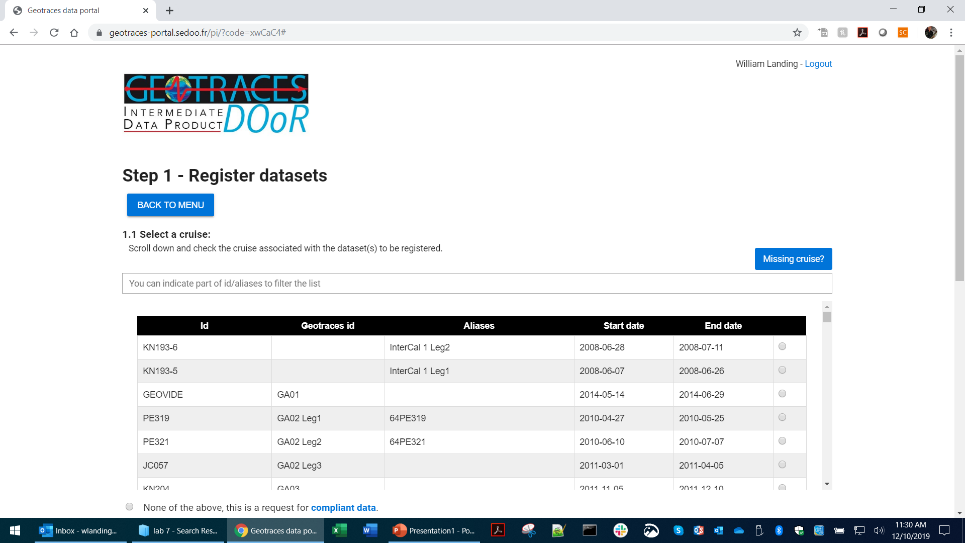 Geotraces data portal
geotraces-portal.sedoo.fr/pi/?code=xwCaC4#
William Landing - Logout
GEOTRACES
INTERMEDIATE
DATA PRODUCT
DOoR
Step 1 - Register datasets
BACK TO MENU
1.1 Select a cruise:
Scroll down and check the cruise associated with the dataset(s) to be registered.
Missing cruise?
You can indicate part of id/aliases to filter the list
Id Geotraces id Aliases Start date End date
KN193-6 InterCal 1 Leg2 2008-06-28 2008-07-11
KN193-5 InterCal 1 Leg1 2008-06-07 2008-06-26
GEOVIDE GA01 2014-05-14 2014-06-29
PE319 GA02 Leg1 64PE319 2010-04-27 2010-05-25
PE321 GA02 Leg2 64PE321 2010-06-10 2010-07-07
JC057 GA02 Leg3 2011-03-01 2011-04-05
KN204 GA03 2011-11-05 2011-12-10
None of the above, this is a request for compliant data.
Inbox - wlanding...
lab 7 - Search Res...
Geotraces data po...
Presentation1 - Po...
11:30 AM
12/10/2019